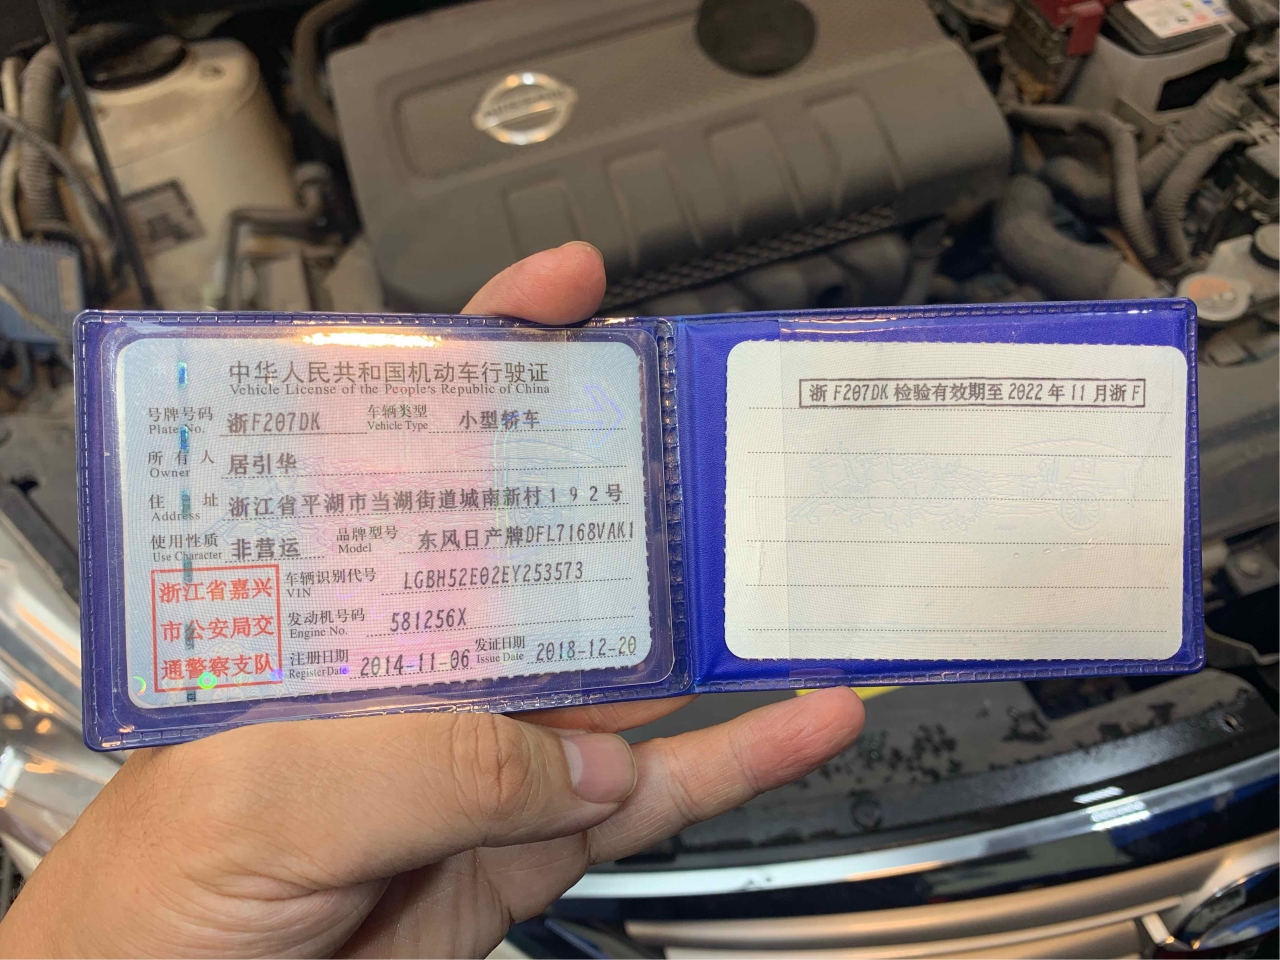 中华人民共和国机动车行驶证
Vehicle License of the People's Republic of China
号牌号码 浙F207DK 车辆类型 小型轿车
Plate No. Vehicle Type
所有人 居引华
Owner
住址 浙江省平湖市当湖街道城南新村192号
Address
使用性质 非营运 品牌型号 东风日产牌DFL7168VAK1
Use Character Model
浙江省嘉兴
市公安局交
通警察支队
车辆识别代号 LGBH52E02EY253573
VIN
发动机号码 581256X
Engine No.
注册日期 2014-11-06 发证日期 2018-12-20
Register Date Issue Date
浙F207DK检验有效期至2022年11月浙F